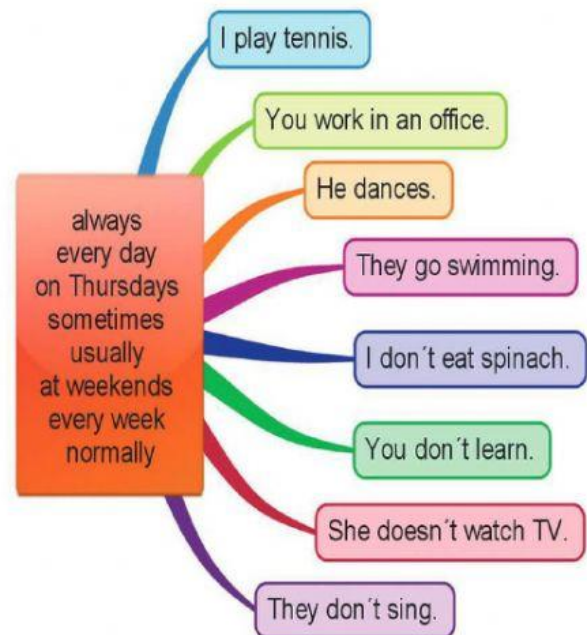 I play tennis.
You work in an office.
He dances.
They go swimming.
I don´t eat spinach.
You don´t learn.
She doesn´t watch TV.
They don´t sing.
always
every day
on Thursdays
sometimes
usually
at weekends
every week
normally